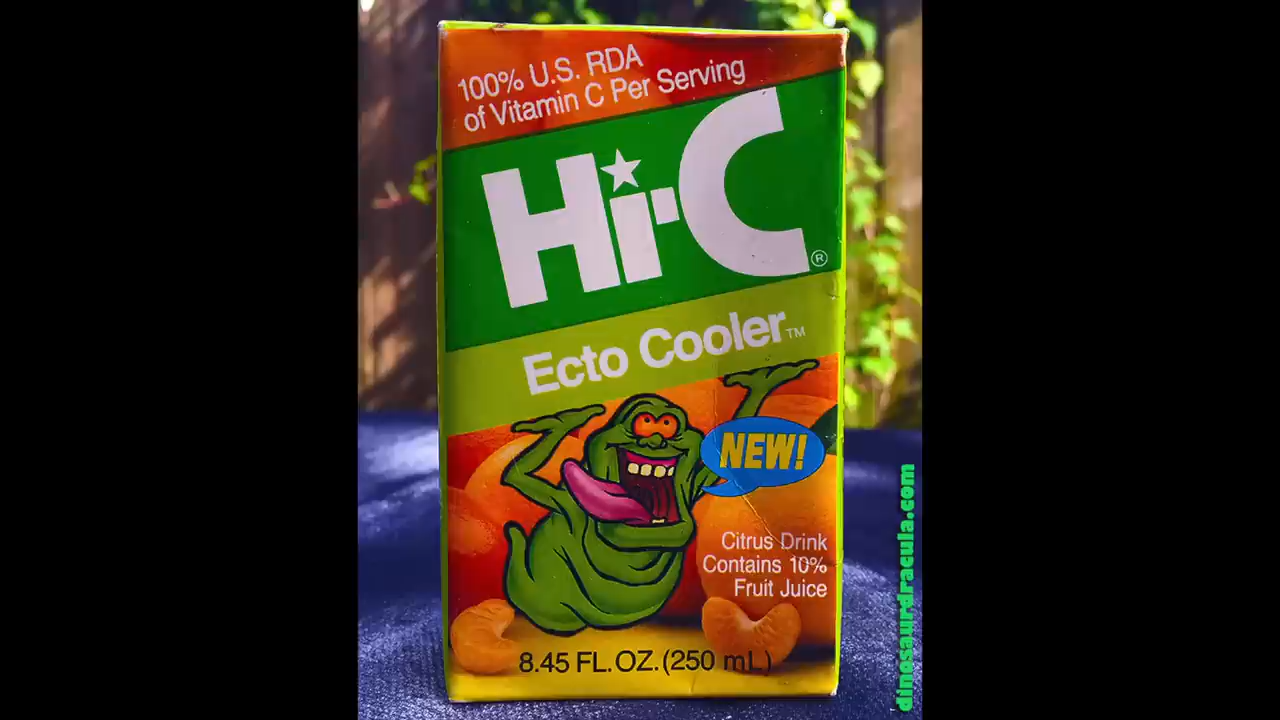 100% U.S. RDA
of Vitamin C Per Serving
Hi-C®
Ecto Cooler™
NEW!
Citrus Drink
Contains 10%
Fruit Juice
8.45 FL. OZ. (250 mL)
dinosaurdracula.com